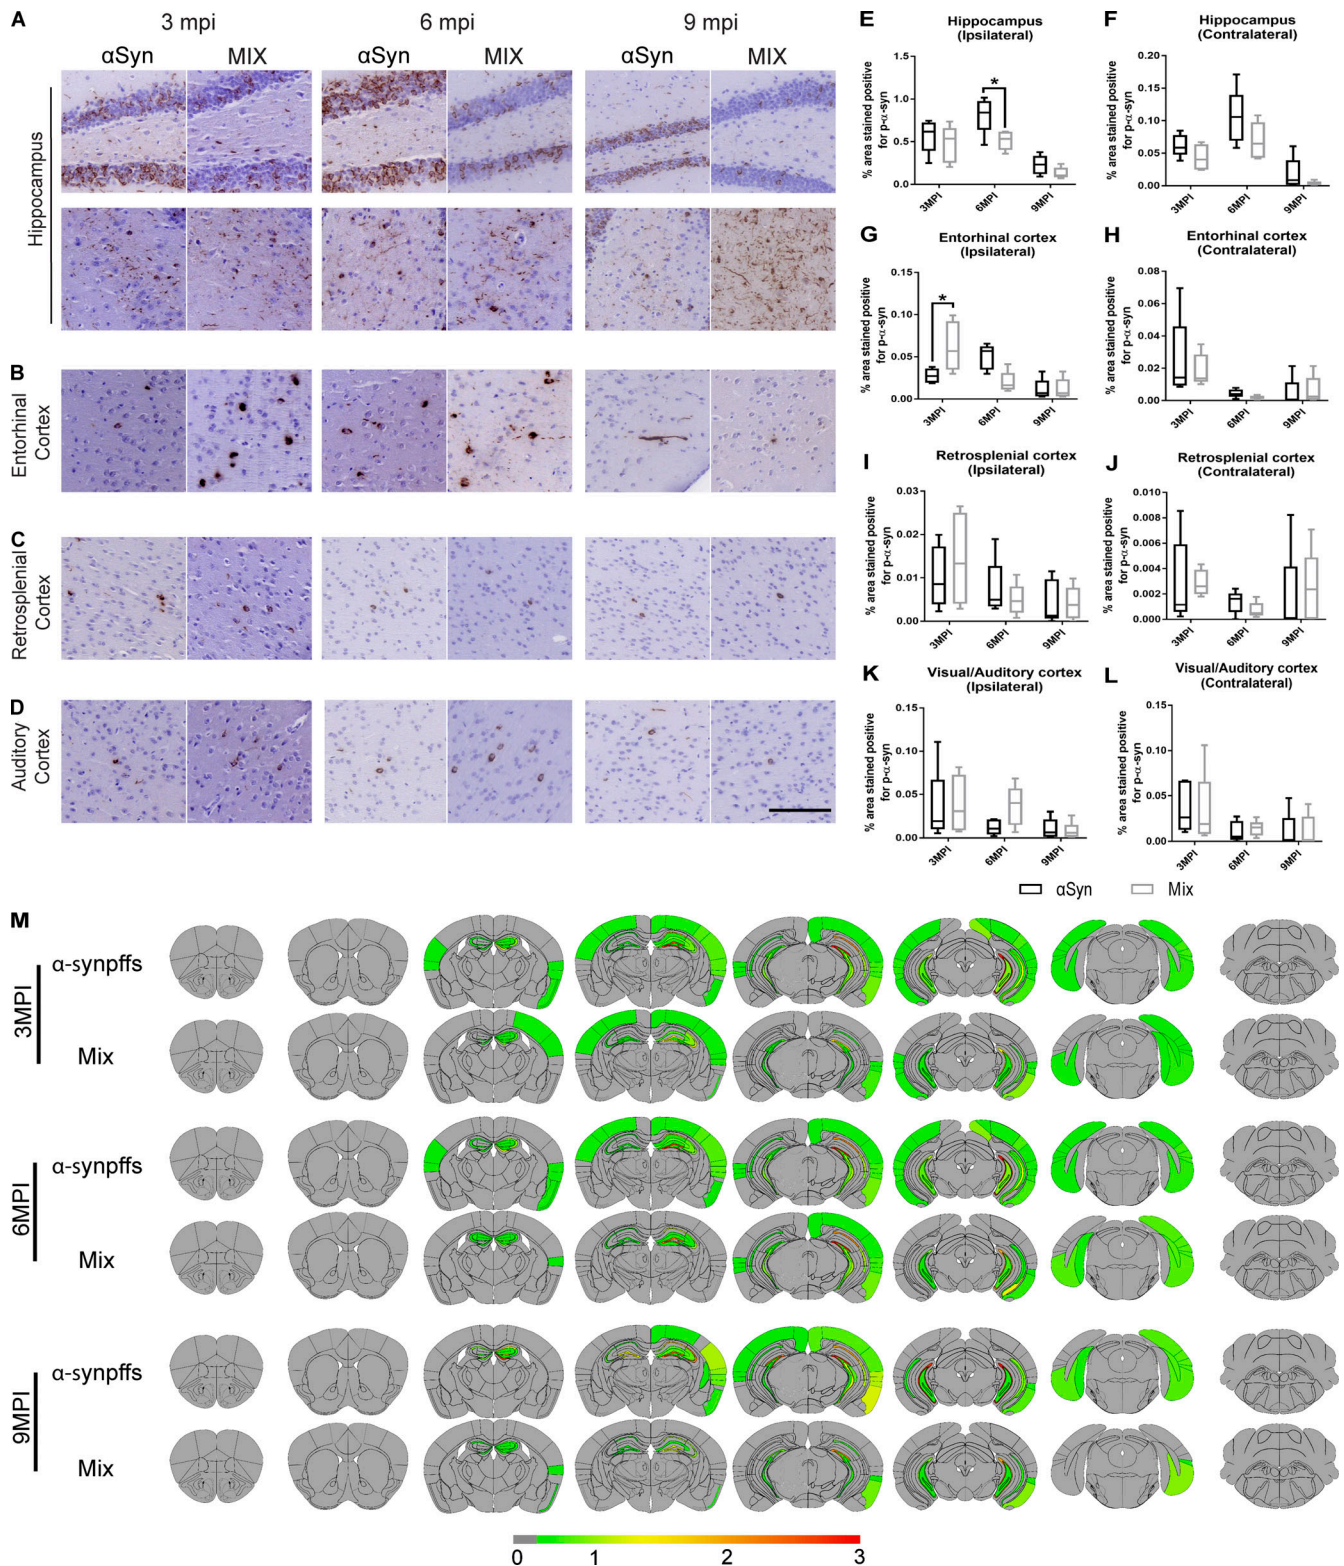 A
3 mpi
6 mpi
9 mpi
αSyn
MIX
αSyn
MIX
αSyn
MIX
Hippocampus
B
Entorhinal
Cortex
C
Retrosplenial
Cortex
D
Auditory
Cortex
E
Hippocampus
(Ipsilateral)
% area stained positive
for p-α-syn
1.5
1.0
0.5
0.0
*
3MPI
6MPI
9MPI
F
Hippocampus
(Contralateral)
% area stained positive
for p-α-syn
0.20
0.15
0.10
0.05
0.00
3MPI
6MPI
9MPI
G
Entorhinal cortex
(Ipsilateral)
% area stained positive
for p-α-syn
0.15
0.10
0.05
0.00
*
3MPI
6MPI
9MPI
H
Entorhinal cortex
(Contralateral)
% area stained positive
for p-α-syn
0.08
0.06
0.04
0.02
0.00
3MPI
6MPI
9MPI
I
Retrosplenial cortex
(Ipsilateral)
% area stained positive
for p-α-syn
0.03
0.02
0.01
0.00
3MPI
6MPI
9MPI
J
Retrosplenial cortex
(Contralateral)
% area stained positive
for p-α-syn
0.010
0.008
0.006
0.004
0.002
0.000
3MPI
6MPI
9MPI
K
Visual/Auditory cortex
(Ipsilateral)
% area stained positive
for p-α-syn
0.15
0.10
0.05
0.00
3MPI
6MPI
9MPI
L
Visual/Auditory cortex
(Contralateral)
% area stained positive
for p-α-syn
0.15
0.10
0.05
0.00
3MPI
6MPI
9MPI
αSyn
Mix
M
3MPI
α-synpffs
Mix
6MPI
α-synpffs
Mix
9MPI
α-synpffs
Mix
0
1
2
3